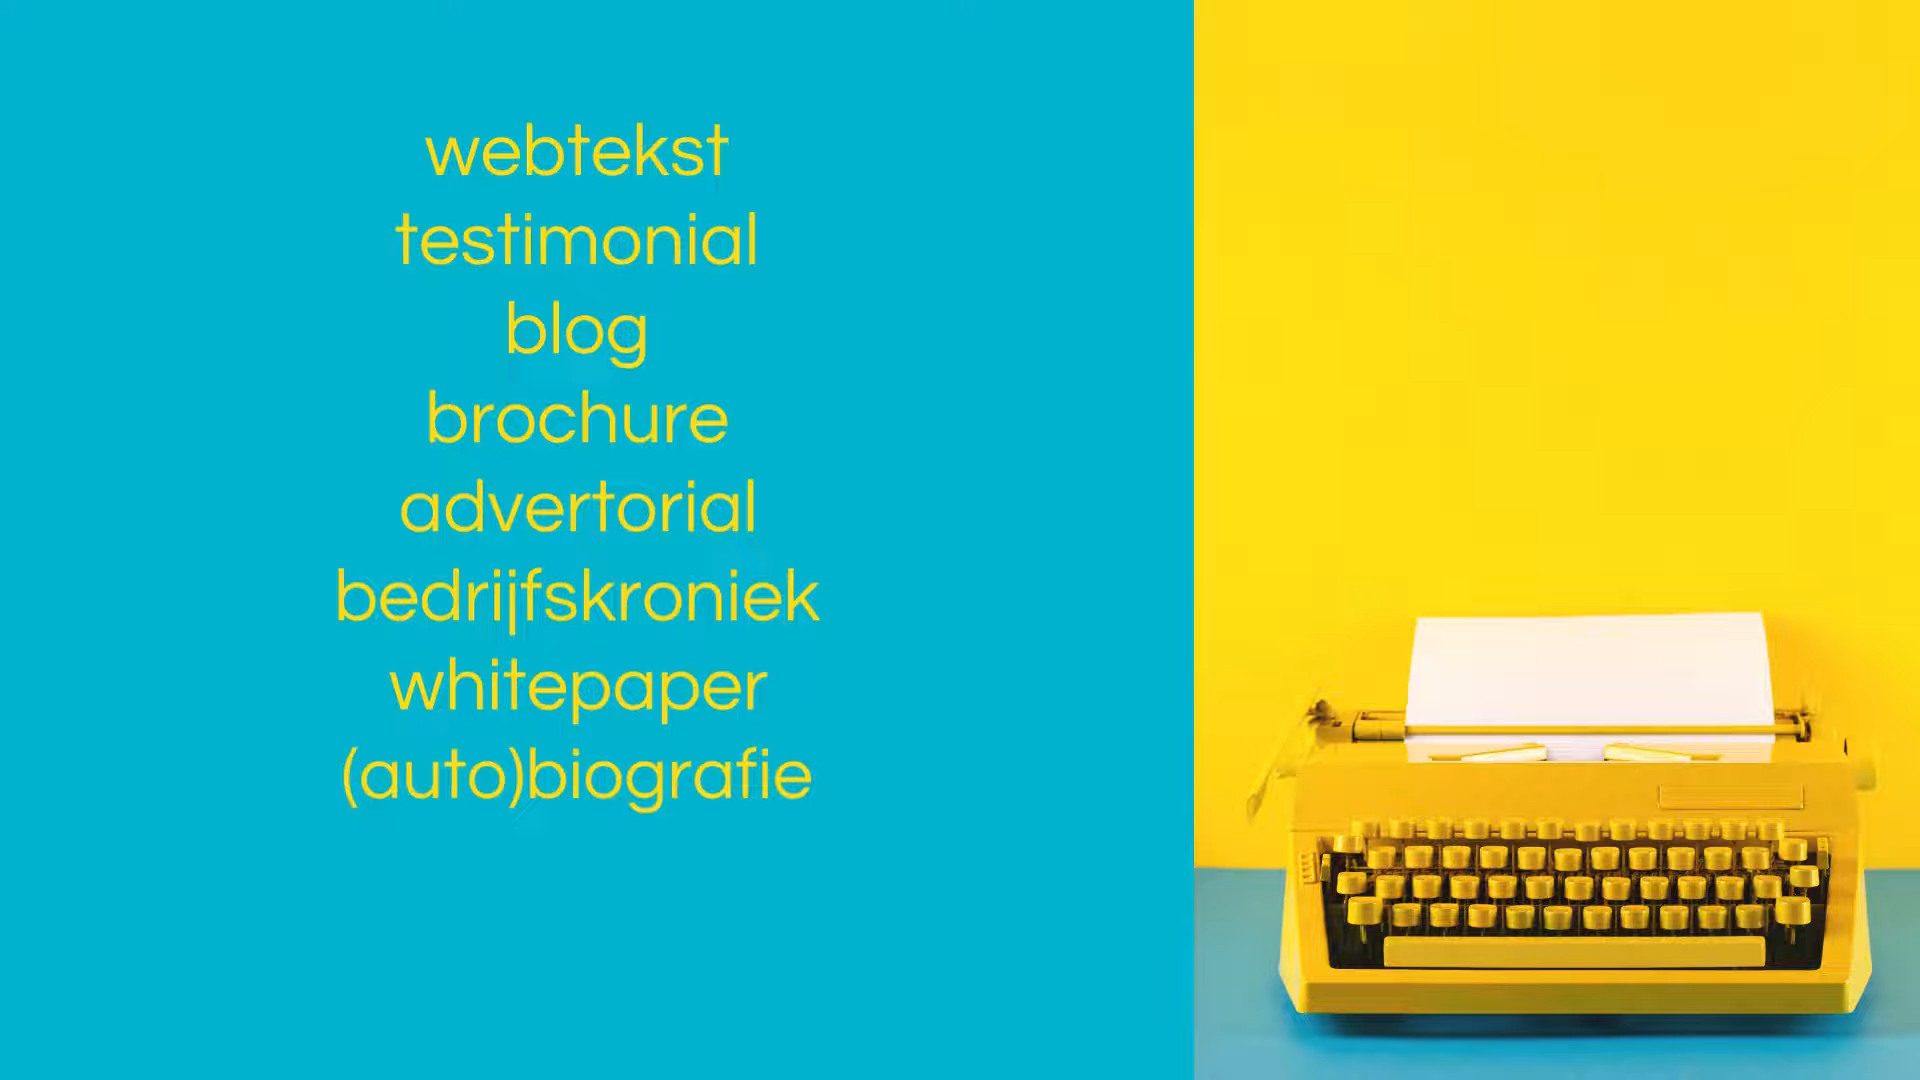 webtekst
testimonial
blog
brochure
advertorial
bedrijfskroniek
whitepaper
(auto)biografie